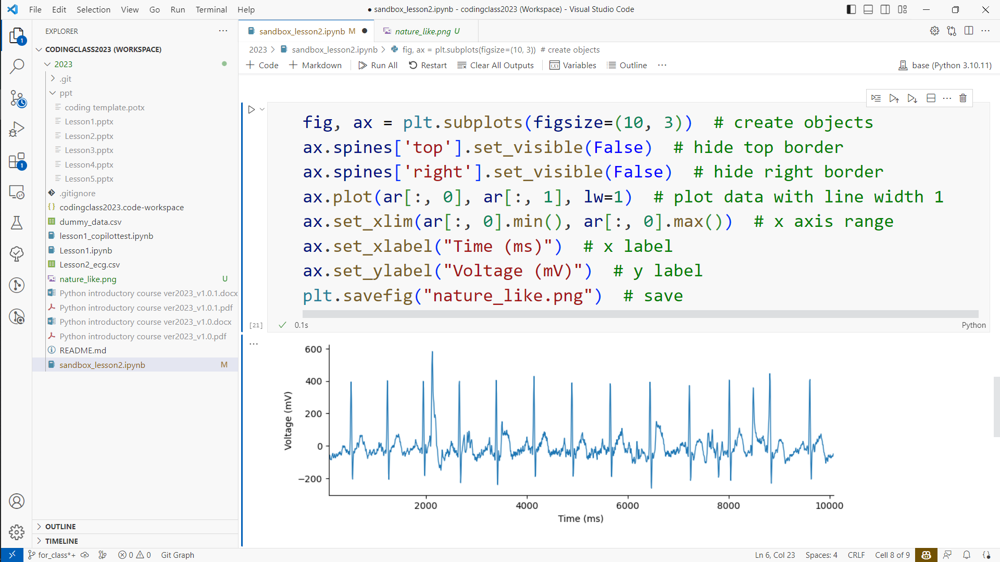 File Edit Selection View Go Run Terminal Help
● sandbox_lesson2.ipynb - codingclass2023 (Workspace) - Visual Studio Code
EXPLORER
CODINGCLASS2023 (WORKSPACE)
2023
.git
ppt
coding template.potx
Lesson1.pptx
Lesson2.pptx
Lesson3.pptx
Lesson4.pptx
Lesson5.pptx
.gitignore
codingclass2023.code-workspace
dummy_data.csv
lesson1_copilottest.ipynb
Lesson1.ipynb
Lesson2_ecg.csv
nature_like.png U
Python introductory course ver2023_v1.0.1.docx
Python introductory course ver2023_v1.0.1.pdf
Python introductory course ver2023_v1.0.docx
Python introductory course ver2023_v1.0.pdf
README.md
sandbox_lesson2.ipynb M
OUTLINE
TIMELINE
1
1
sandbox_lesson2.ipynb M ●
nature_like.png U
2023 > sandbox_lesson2.ipynb > fig, ax = plt.subplots(figsize=(10, 3)) # create objects
+ Code + Markdown Run All Restart Clear All Outputs Variables Outline ...
base (Python 3.10.11)
fig, ax = plt.subplots(figsize=(10, 3))  # create objects
ax.spines['top'].set_visible(False)  # hide top border
ax.spines['right'].set_visible(False)  # hide right border
ax.plot(ar[:, 0], ar[:, 1], lw=1)  # plot data with line width 1
ax.set_xlim(ar[:, 0].min(), ar[:, 0].max())  # x axis range
ax.set_xlabel("Time (ms)")  # x label
ax.set_ylabel("Voltage (mV)")  # y label
plt.savefig("nature_like.png")  # save
[21] 0.1s Python
600
400
200
0
−200
Voltage (mV)
2000 4000 6000 8000 10000
Time (ms)
for_class*+ 0 0 Git Graph
Ln 6, Col 23 Spaces: 4 CRLF Cell 8 of 9